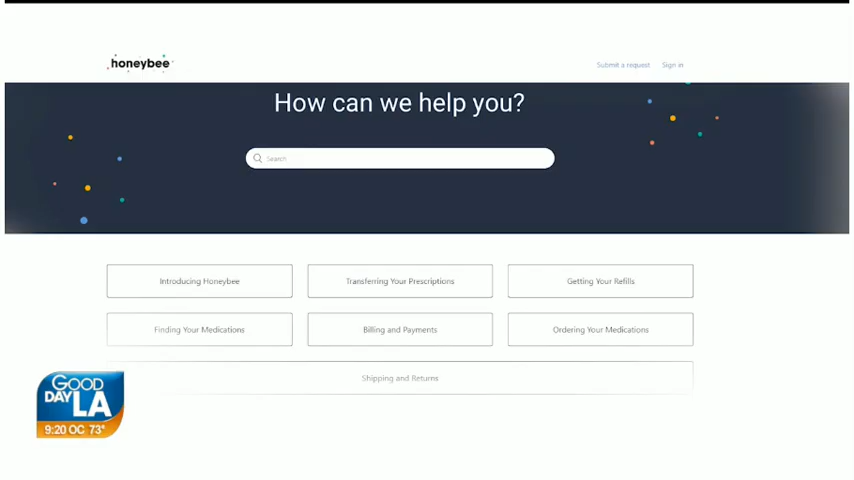 honeybee
Submit a request Sign in
How can we help you?
Search
Introducing Honeybee
Transferring Your Prescriptions
Getting Your Refills
Finding Your Medications
Billing and Payments
Ordering Your Medications
Shipping and Returns
GOOD
DAY LA
9:20 OC 73°